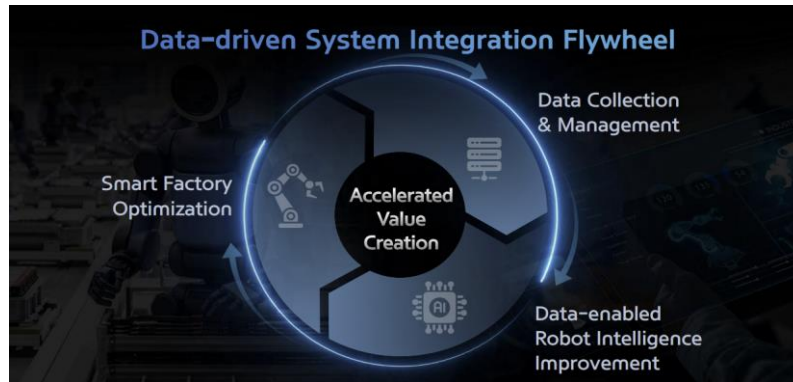 Data-driven System Integration Flywheel
Data Collection
& Management
Smart Factory
Optimization
Accelerated
Value
Creation
AI
Data-enabled
Robot Intelligence
Improvement